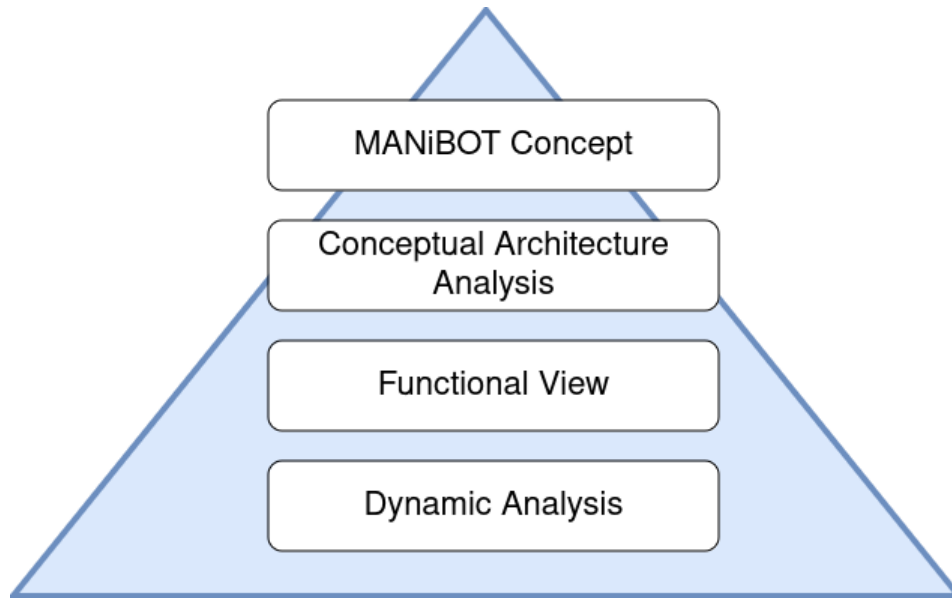 MANiBOT Concept
Conceptual Architecture
Analysis
Functional View
Dynamic Analysis